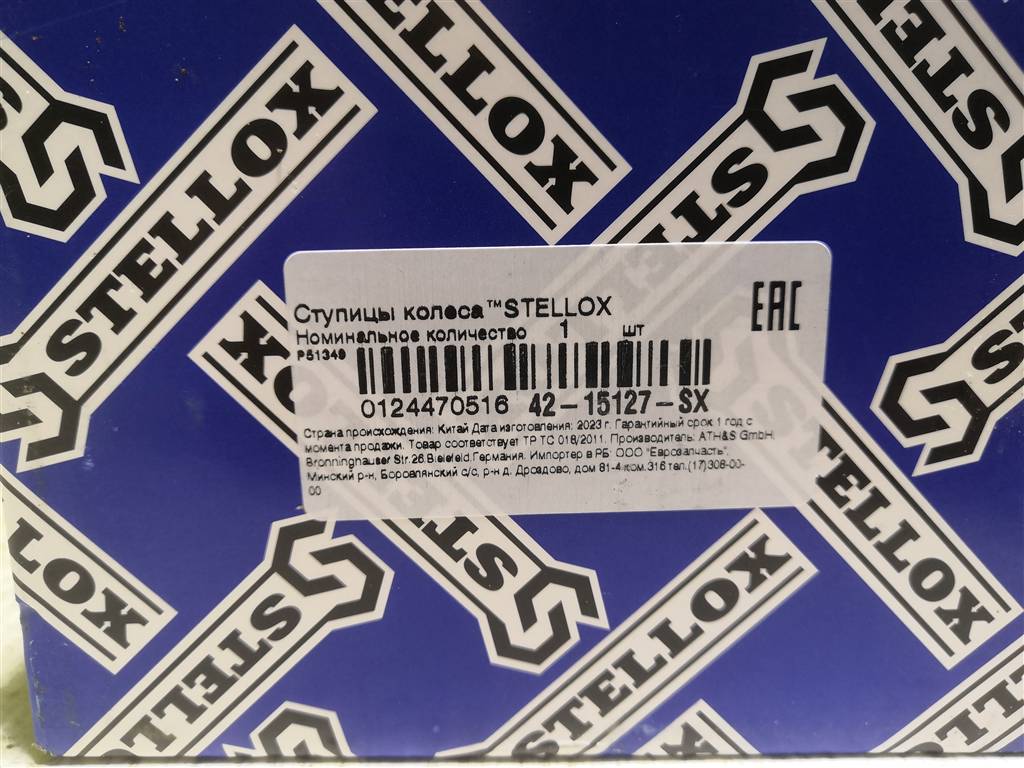 STELLOX
STELLOX
STELLOX
Ступицы колеса™STELLOX
EAC
Номинальное количество 1 шт
P51349
0124470516 42-15127-SX
Страна происхождения: Китай Дата изготовления: 2023 г. Гарантийный срок 1 год с
момента продажи. Товар соответствует ТР ТС 018/2011. Производитель: ATH&S GmbH,
Bronninghauser Str.26.Bielefeld,Германия. Импортер в РБ: ООО "Еврозапчасть",
Минский р-н, Боровлянский с/с, р-н д. Дроздово, дом 81-4 ком.316 тел.(17)308-00-
00
STELLOX
LOX
STELLOX
STELLOX